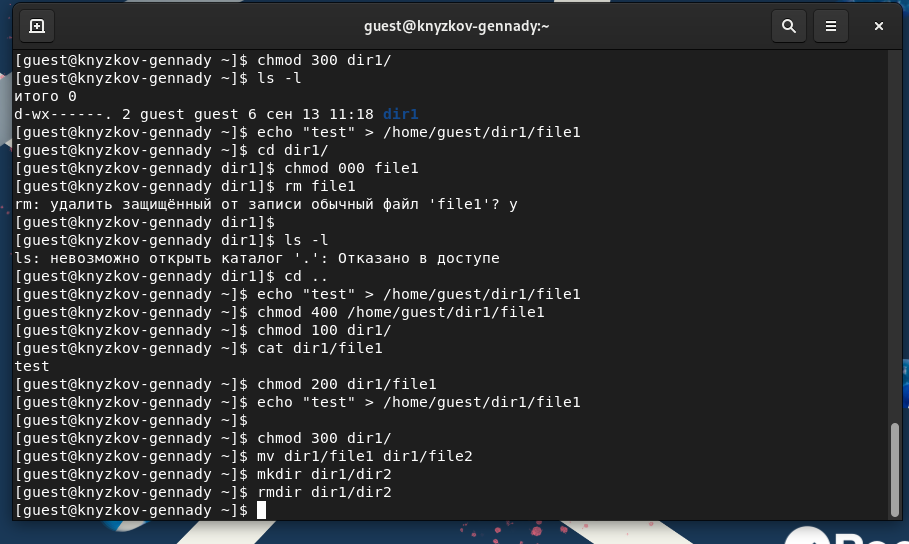 guest@knyzkov-gennady:~
[guest@knyzkov-gennady ~]$ chmod 300 dir1/
[guest@knyzkov-gennady ~]$ ls -l
итого 0
d-wx------. 2 guest guest 6 сен 13 11:18 dir1
[guest@knyzkov-gennady ~]$ echo "test" > /home/guest/dir1/file1
[guest@knyzkov-gennady ~]$ cd dir1/
[guest@knyzkov-gennady dir1]$ chmod 000 file1
[guest@knyzkov-gennady dir1]$ rm file1
rm: удалить защищённый от записи обычный файл 'file1'? y
[guest@knyzkov-gennady dir1]$
[guest@knyzkov-gennady dir1]$ ls -l
ls: невозможно открыть каталог '.': Отказано в доступе
[guest@knyzkov-gennady dir1]$ cd ..
[guest@knyzkov-gennady ~]$ echo "test" > /home/guest/dir1/file1
[guest@knyzkov-gennady ~]$ chmod 400 /home/guest/dir1/file1
[guest@knyzkov-gennady ~]$ chmod 100 dir1/
[guest@knyzkov-gennady ~]$ cat dir1/file1
test
[guest@knyzkov-gennady ~]$ chmod 200 dir1/file1
[guest@knyzkov-gennady ~]$ echo "test" > /home/guest/dir1/file1
[guest@knyzkov-gennady ~]$
[guest@knyzkov-gennady ~]$ chmod 300 dir1/
[guest@knyzkov-gennady ~]$ mv dir1/file1 dir1/file2
[guest@knyzkov-gennady ~]$ mkdir dir1/dir2
[guest@knyzkov-gennady ~]$ rmdir dir1/dir2
[guest@knyzkov-gennady ~]$